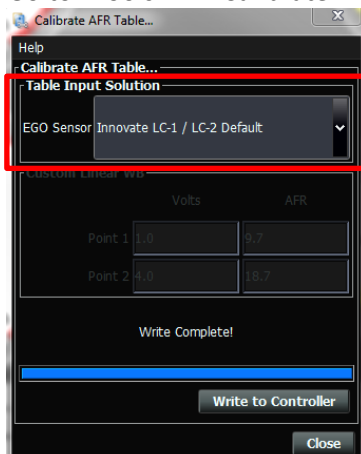 Calibrate AFR Table...
Help
Calibrate AFR Table...
Table Input Solution
EGO Sensor Innovate LC-1 / LC-2 Default
Custom Linear WB
Volts AFR
Point 1 1.0 9.7
Point 2 4.0 18.7
Write Complete!
Write to Controller
Close